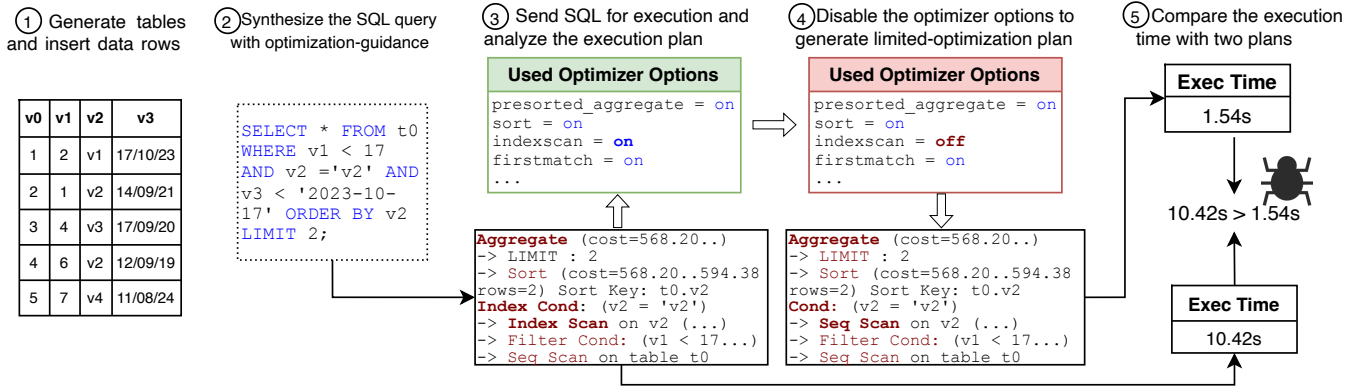 1 Generate tables
and insert data rows
v0 v1 v2 v3
1 2 v1 17/10/23
2 1 v2 14/09/21
3 4 v3 17/09/20
4 6 v2 12/09/19
5 7 v4 11/08/24
2 Synthesize the SQL query
with optimization-guidance
SELECT * FROM t0
WHERE v1 < 17
AND v2 ='v2' AND
v3 < '2023-10-
17' ORDER BY v2
LIMIT 2;
3 Send SQL for execution and
analyze the execution plan
Used Optimizer Options
presorted_aggregate = on
sort = on
indexscan = on
firstmatch = on
...
Aggregate (cost=568.20..)
-> LIMIT : 2
-> Sort (cost=568.20..594.38
rows=2) Sort Key: t0.v2
Index Cond: (v2 = 'v2')
-> Index Scan on v2 (...)
-> Filter Cond: (v1 < 17...)
-> Seq Scan on table t0
4 Disable the optimizer options to
generate limited-optimization plan
Used Optimizer Options
presorted_aggregate = on
sort = on
indexscan = off
firstmatch = on
...
Aggregate (cost=568.20..)
-> LIMIT : 2
-> Sort (cost=568.20..594.38
rows=2) Sort Key: t0.v2
Cond: (v2 = 'v2')
-> Seq Scan on v2 (...)
-> Filter Cond: (v1 < 17...)
-> Seq Scan on table t0
5 Compare the execution
time with two plans
Exec Time
1.54s
10.42s > 1.54s
Exec Time
10.42s